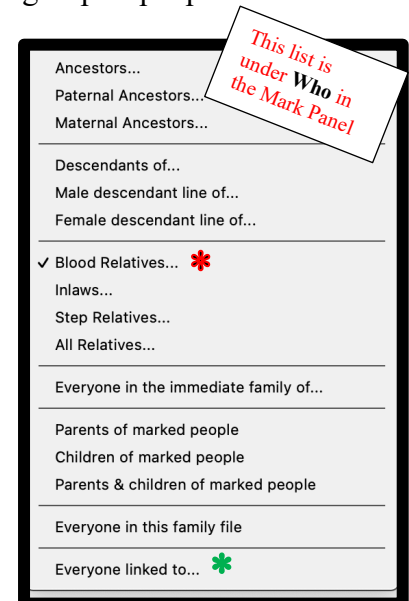 This list is
under Who in
the Mark Panel
Ancestors...
Paternal Ancestors...
Maternal Ancestors...
Descendants of...
Male descendant line of...
Female descendant line of...
✓ Blood Relatives... *
Inlaws...
Step Relatives...
All Relatives...
Everyone in the immediate family of...
Parents of marked people
Children of marked people
Parents & children of marked people
Everyone in this family file
Everyone linked to... *